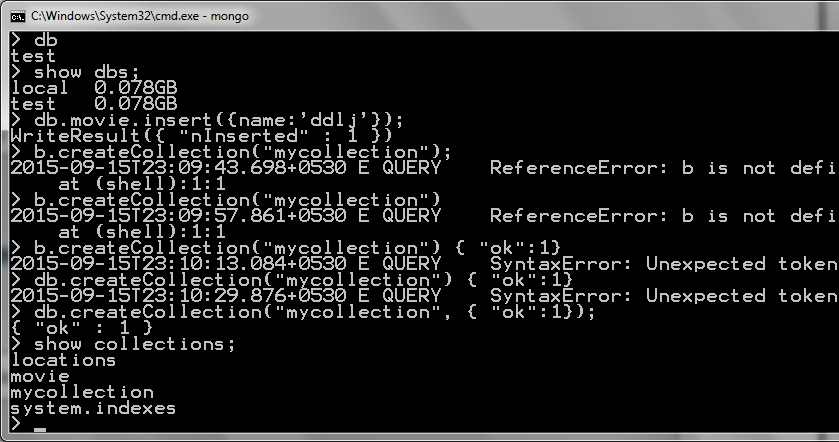 C:\Windows\System32\cmd.exe - mongo
> db
test
> show dbs;
local  0.078GB
test   0.078GB
> db.movie.insert({name:'ddlj'});
WriteResult({ "nInserted" : 1 })
> b.createCollection("mycollection");
2015-09-15T23:09:43.698+0530 E QUERY    ReferenceError: b is not defi
    at (shell):1:1
> b.createCollection("mycollection")
2015-09-15T23:09:57.861+0530 E QUERY    ReferenceError: b is not defi
    at (shell):1:1
> b.createCollection("mycollection") { "ok":1}
2015-09-15T23:10:13.084+0530 E QUERY    SyntaxError: Unexpected token
> db.createCollection("mycollection") { "ok":1}
2015-09-15T23:10:29.876+0530 E QUERY    SyntaxError: Unexpected token
> db.createCollection("mycollection", { "ok":1});
{ "ok" : 1 }
> show collections;
locations
movie
mycollection
system.indexes
> _